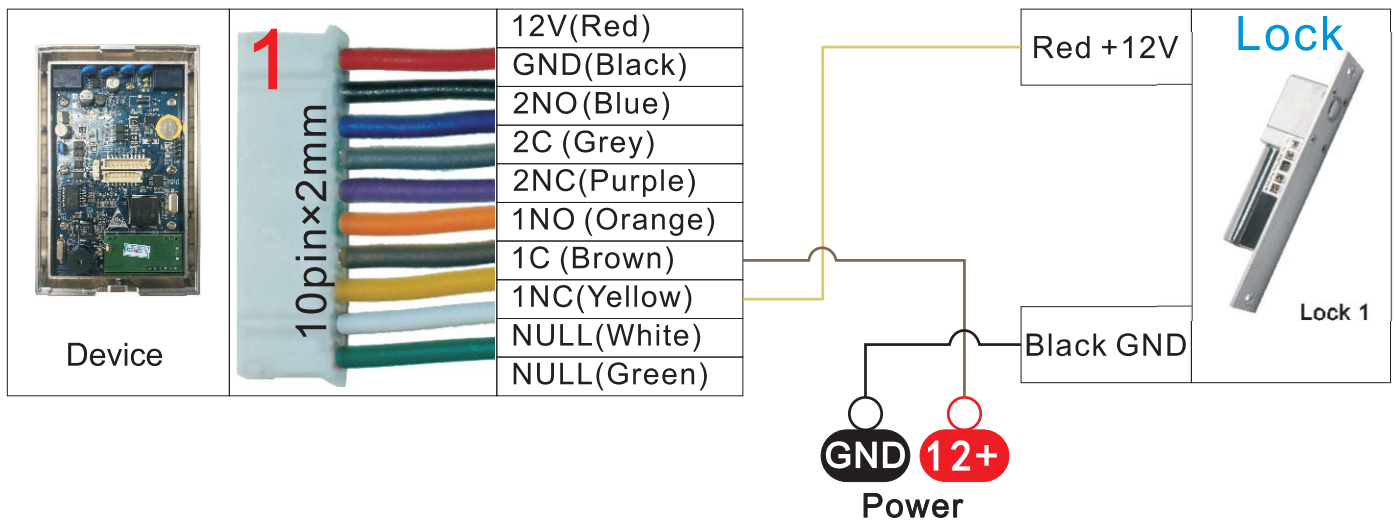 Device
1
10pin×2mm
12V(Red)
GND(Black)
2NO(Blue)
2C (Grey)
2NC(Purple)
1NO (Orange)
1C (Brown)
1NC(Yellow)
NULL(White)
NULL(Green)
Red +12V
Lock
Lock 1
Black GND
GND
12+
Power